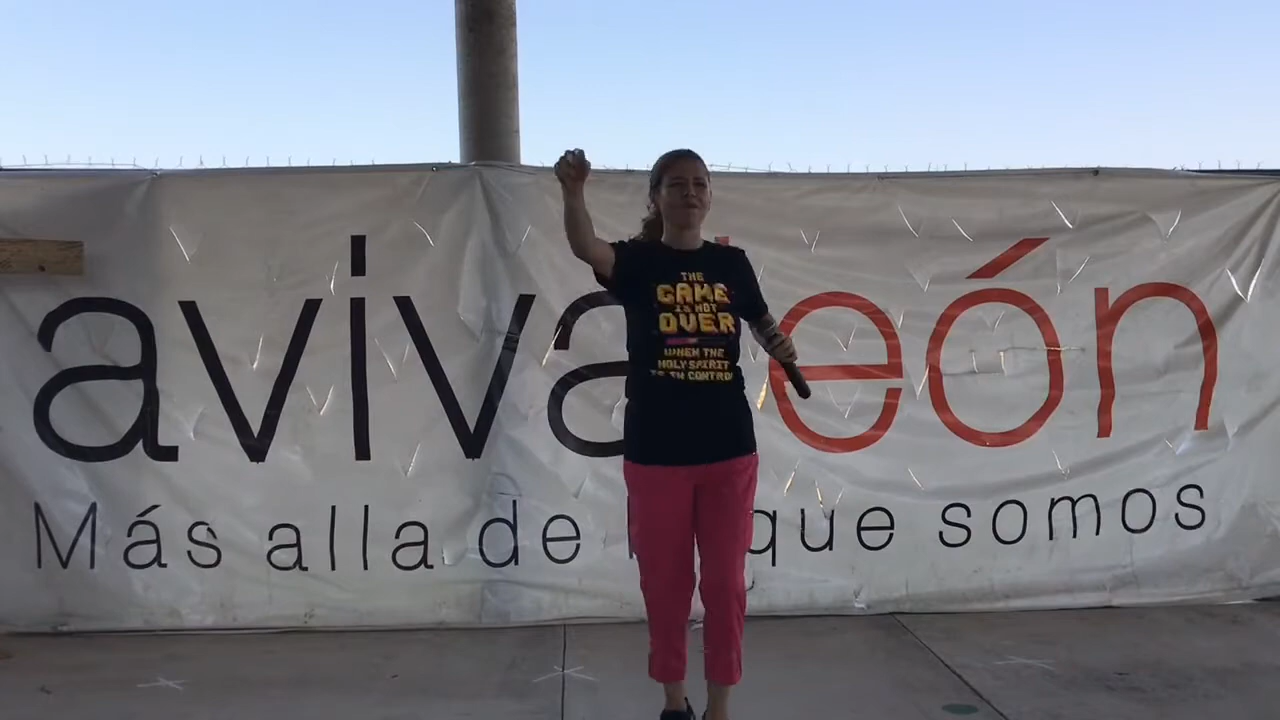 aviva eón
Más alla de que somos
THE
GAME
IS NOT
OVER
WHEN THE
HOLY SPIRIT
IS IN CONTROL